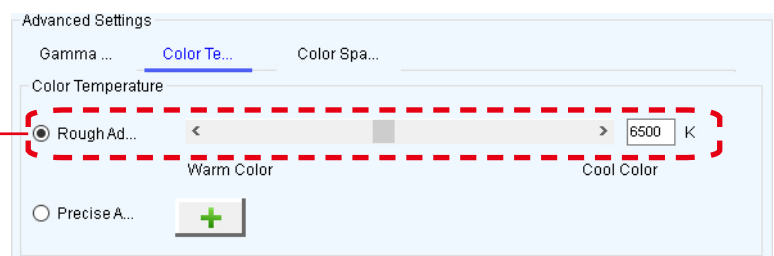 Advanced Settings
Gamma ... Color Te... Color Spa...
Color Temperature
Rough Ad... < > 6500 K
Warm Color Cool Color
Precise A... +